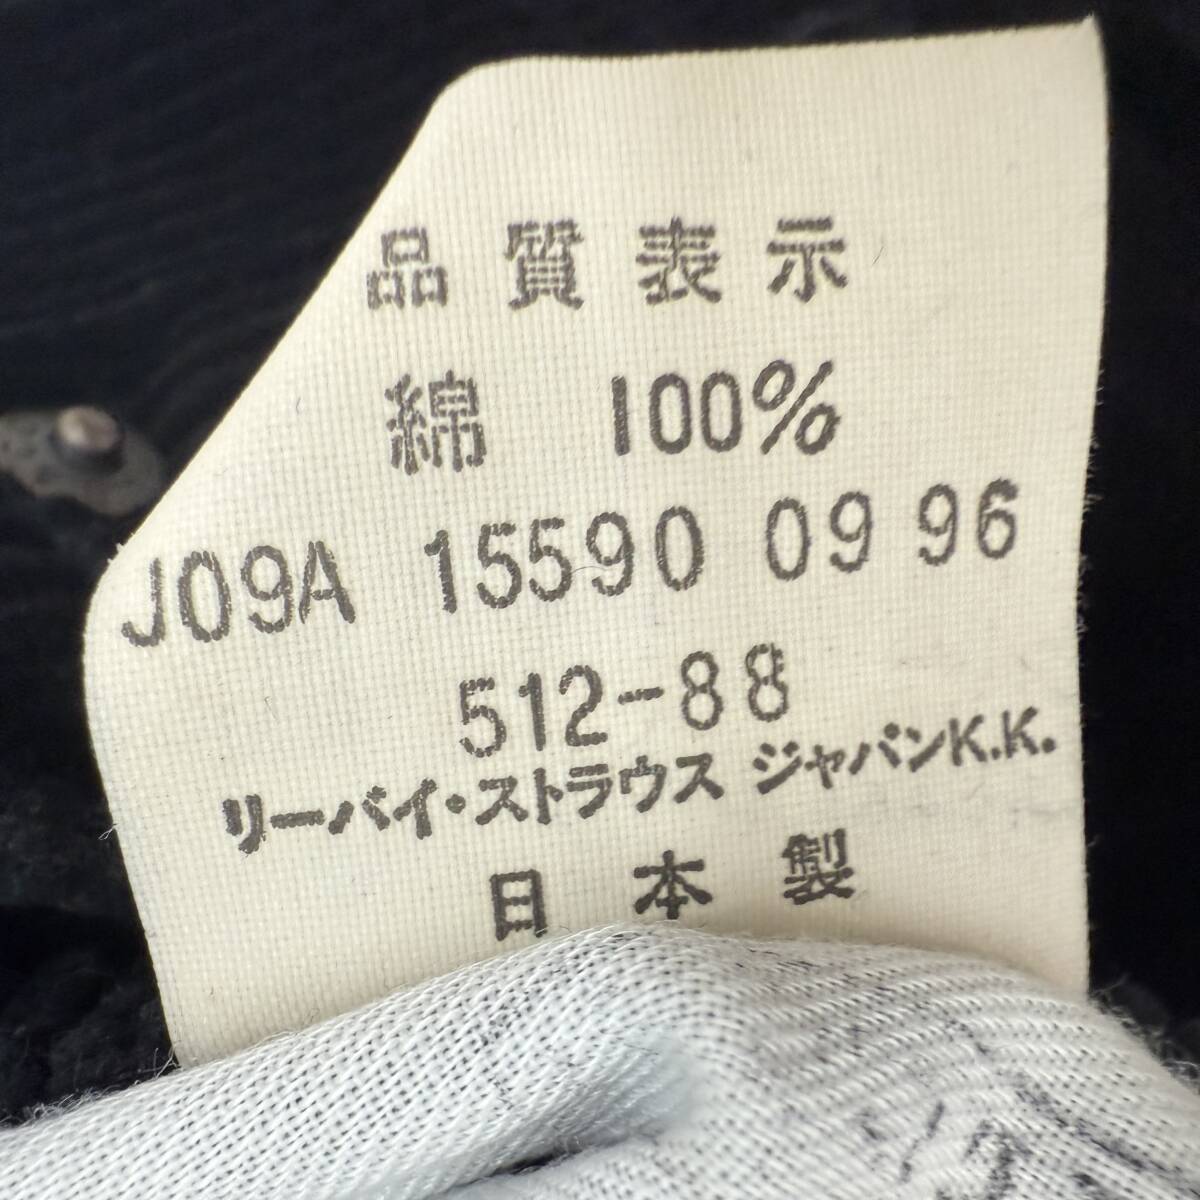 品質表示
綿 100%
J09A 15590 09 96
512-88
リーバイ・ストラウス ジャパンK.K.
日本製